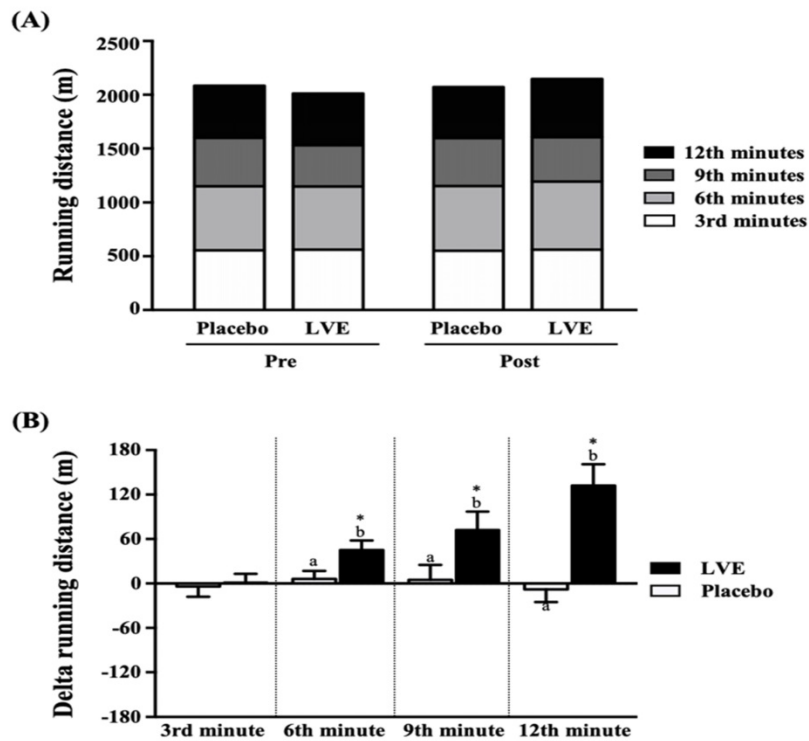 (A)
Running distance (m)
2500
2000
1500
1000
500
0
Placebo LVE Placebo LVE
Pre Post
12th minutes
9th minutes
6th minutes
3rd minutes
(B)
Delta running distance (m)
180
120
60
0
-60
-120
-180
a
*
b
a
*
b
a
*
b
3rd minute 6th minute 9th minute 12th minute
LVE
Placebo